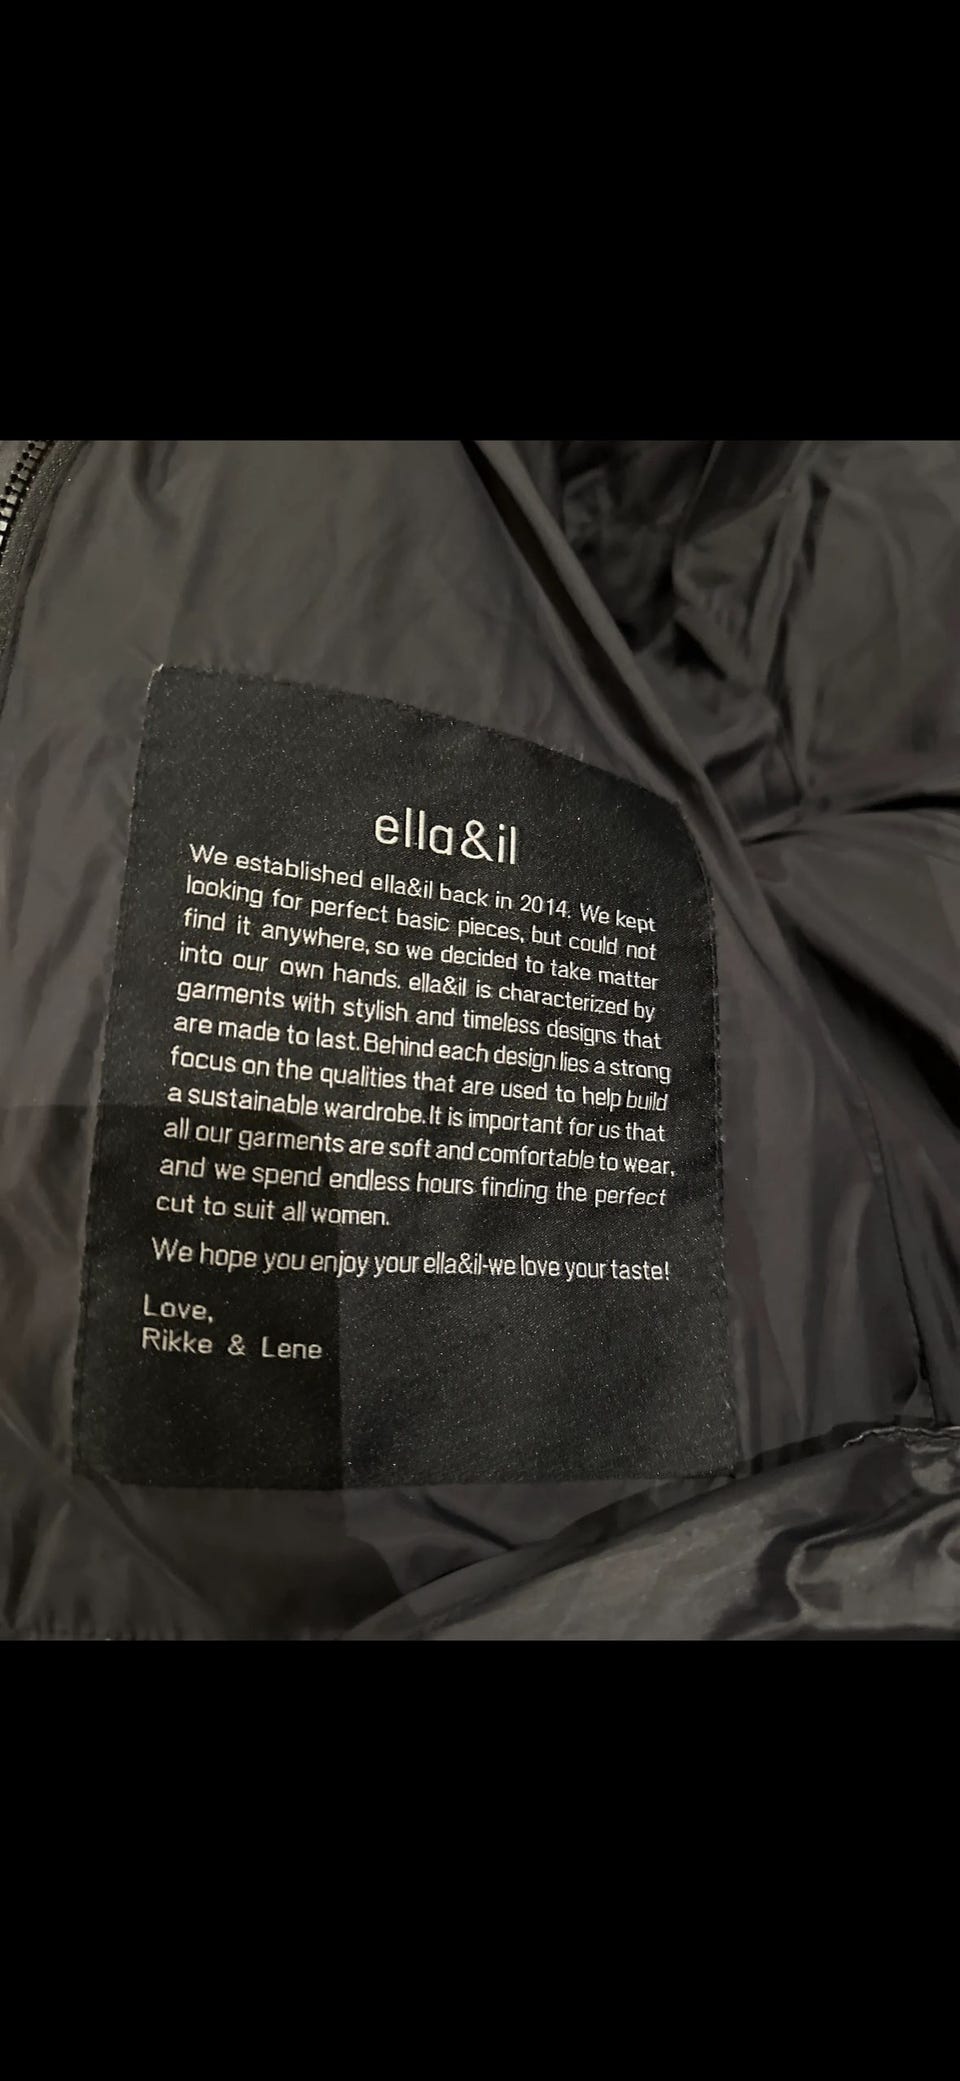 ella&il
We established ella&il back in 2014. We kept
looking for perfect basic pieces, but could not
find it anywhere, so we decided to take matter
into our own hands. ella&il is characterized by
garments with stylish and timeless designs that
are made to last. Behind each design lies a strong
focus on the qualities that are used to help build
a sustainable wardrobe. It is important for us that
all our garments are soft and comfortable to wear,
and we spend endless hours finding the perfect
cut to suit all women.
We hope you enjoy your ella&il-we love your taste!
Love,
Rikke & Lene